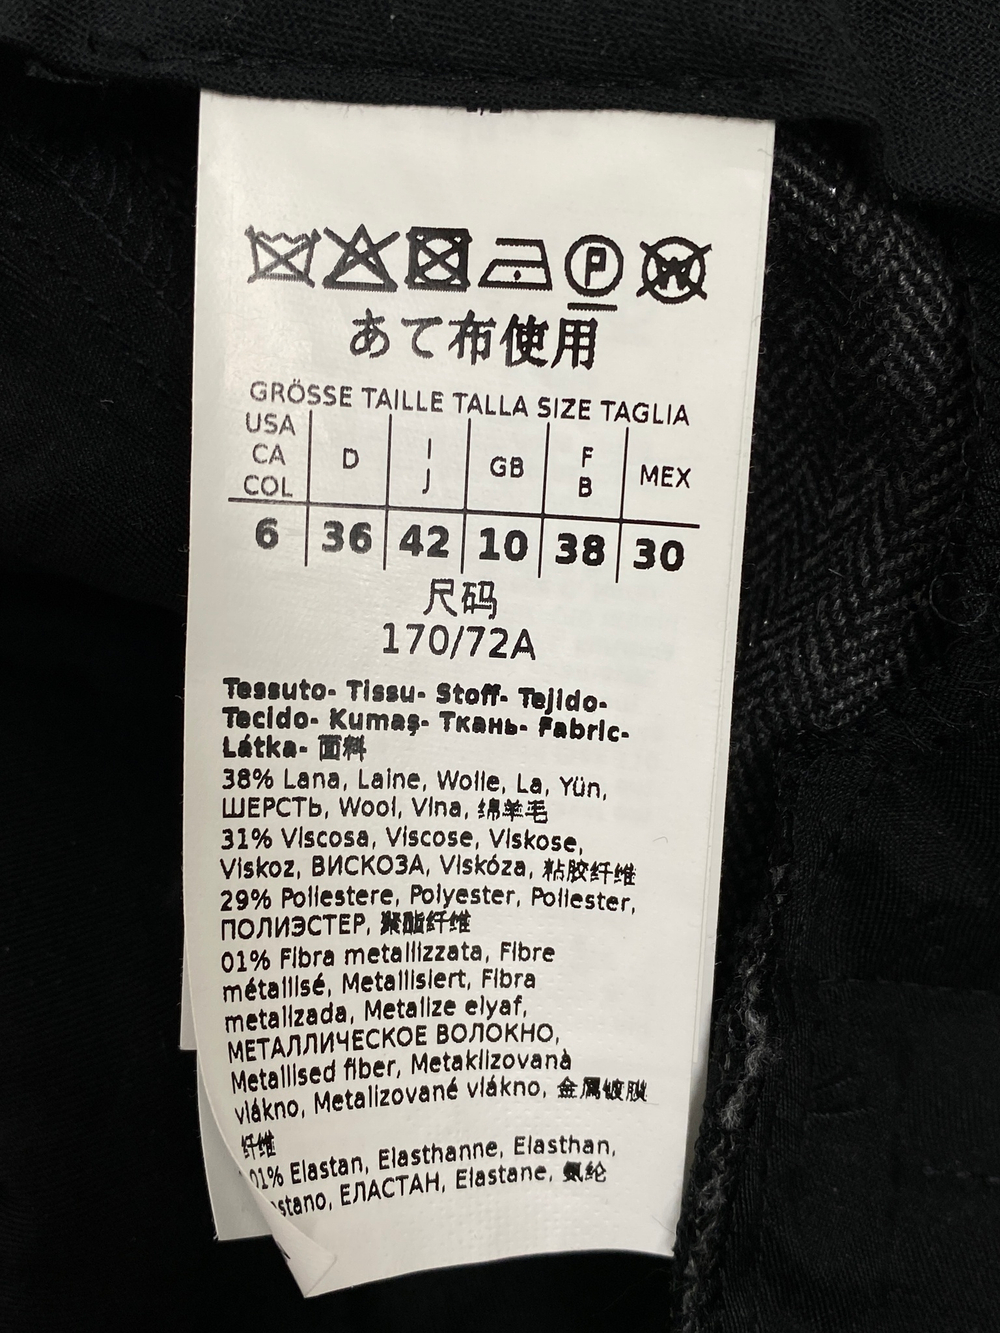 P W
あて布使用
GRÖSSE TAILLE TALLA SIZE TAGLIA
USA CA COL D I J GB F B MEX
6 36 42 10 38 30
尺码
170/72A
Tessuto- Tissu- Stoff- Tejido-
Tecido- Kumaş- Ткань- Fabric-
Látka- 面料
38% Lana, Laine, Wolle, La, Yün,
ШЕРСТЬ, Wool, Vlna, 绵羊毛
31% Viscosa, Viscose, Viskose,
Viskoz, ВИСКОЗА, Viskóza, 粘胶纤维
29% Poliestere, Polyester, Poliester,
ПОЛИЭСТЕР, 聚酯纤维
01% Fibra metallizzata, Fibre
métallisé, Metallisiert, Fibra
metalizada, Metalize elyaf,
МЕТАЛЛИЧЕСКОЕ ВОЛОКНО,
Metallised fiber, Metaklizovanà
vlákno, Metalizované vlákno, 金属镀膜
纤维
01% Elastan, Elasthanne, Elasthan,
stano, ЕЛАСТАН, Elastane, 氨纶